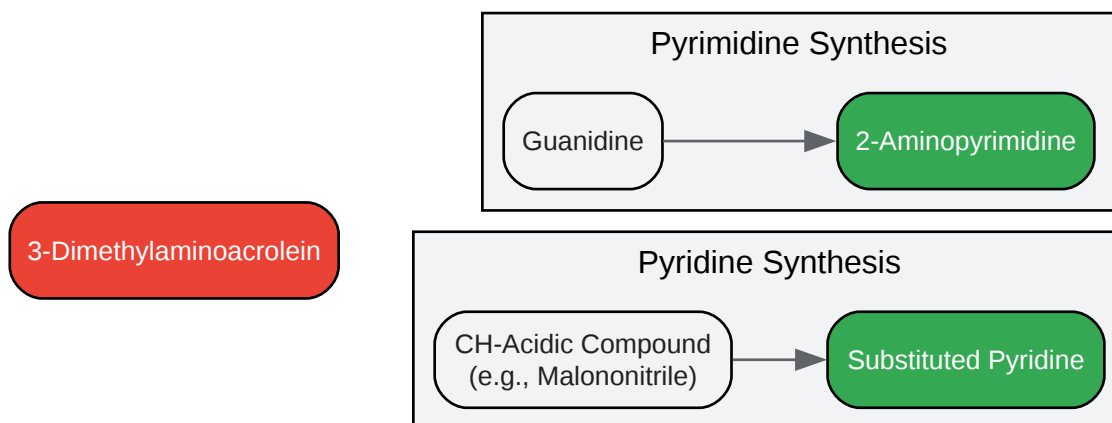 Pyrimidine Synthesis
Guanidine
2-Aminopyrimidine
3-Dimethylaminoacrolein
Pyridine Synthesis
CH-Acidic Compound
(e.g., Malononitrile)
Substituted Pyridine